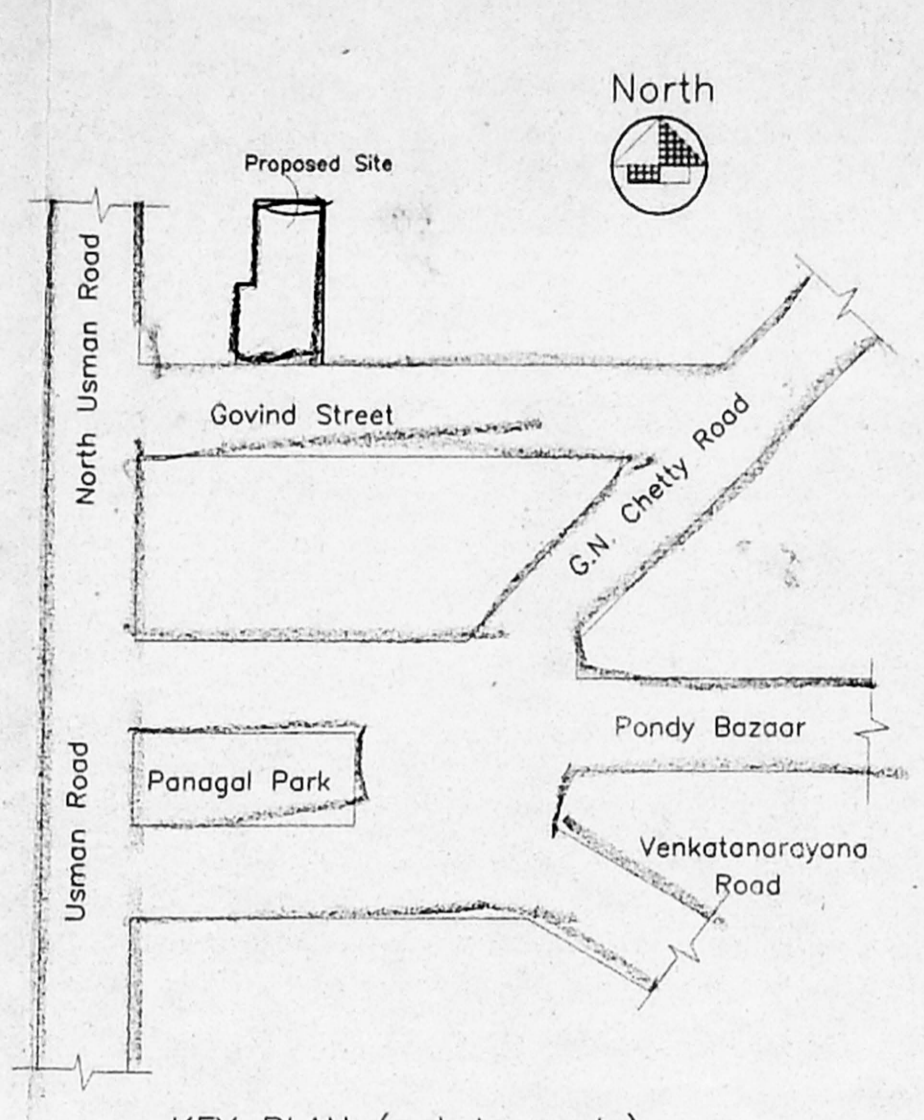 North
Proposed Site
North Usman Road
Govind Street
G.N. Chetty Road
Pondy Bazaar
Panagal Park
Usman Road
Venkatanarayana
Road
KEY PLAN